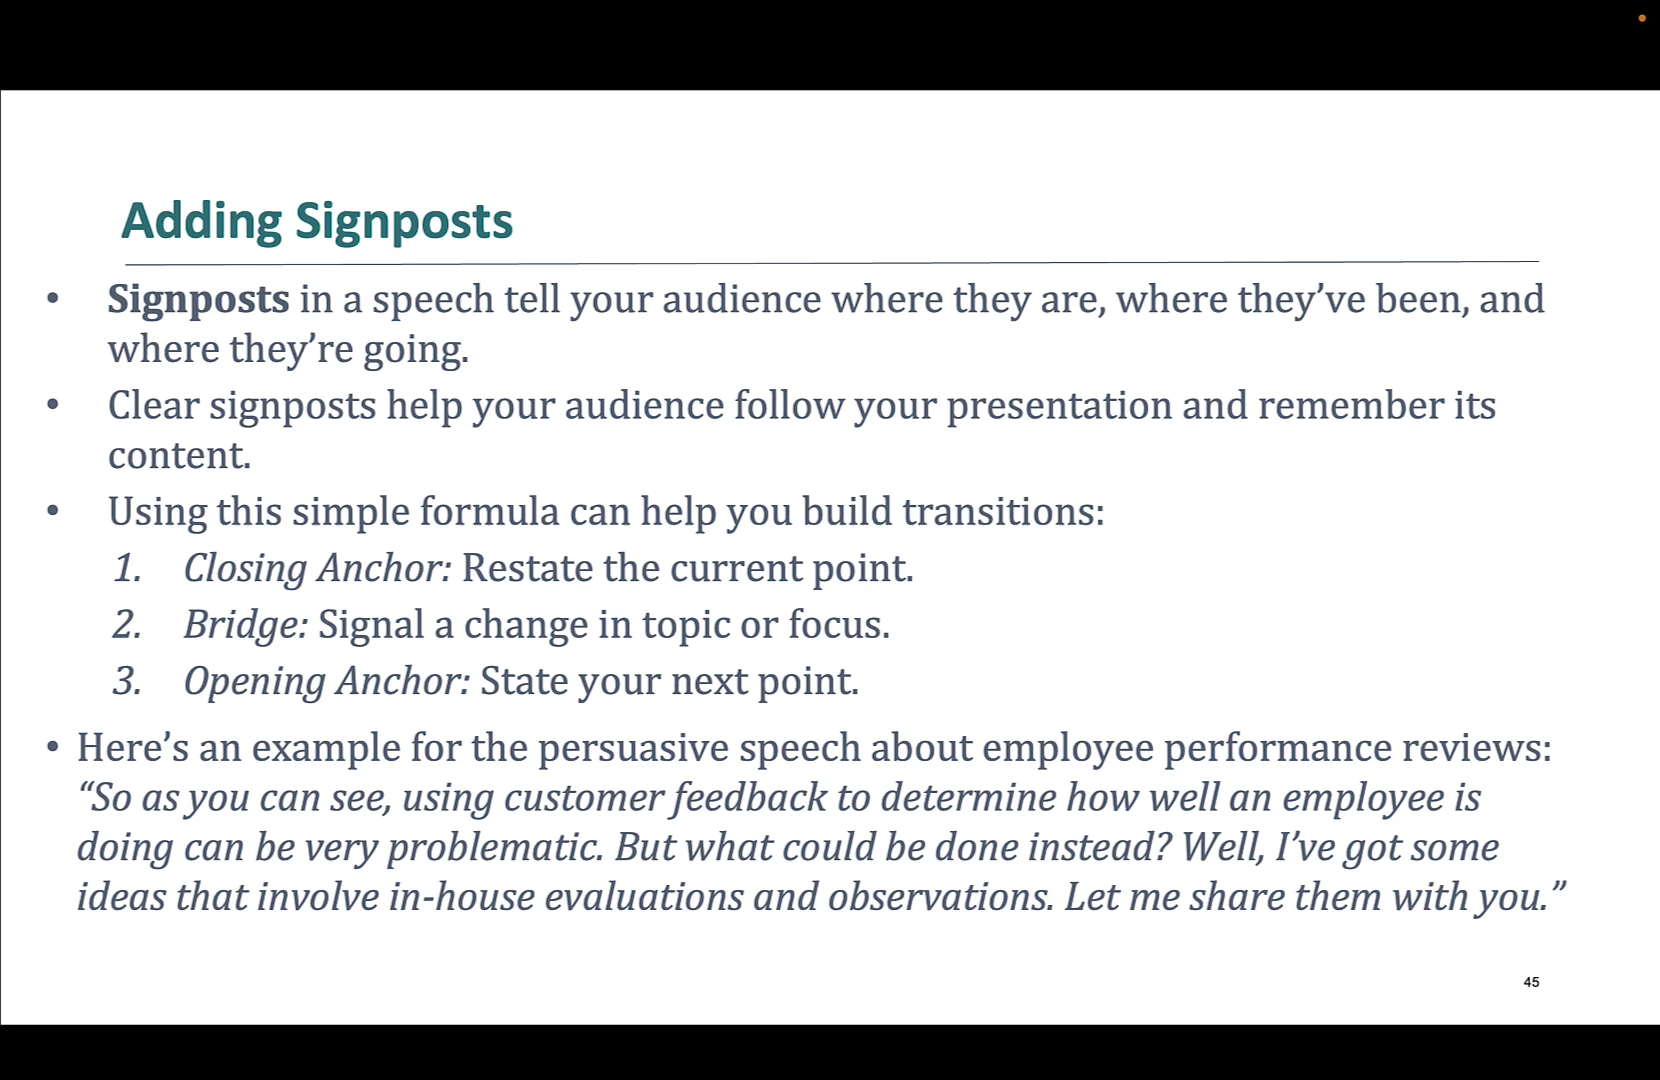 Adding Signposts
• Signposts in a speech tell your audience where they are, where they’ve been, and
where they’re going.
• Clear signposts help your audience follow your presentation and remember its
content.
• Using this simple formula can help you build transitions:
1. Closing Anchor: Restate the current point.
2. Bridge: Signal a change in topic or focus.
3. Opening Anchor: State your next point.
• Here’s an example for the persuasive speech about employee performance reviews:
“So as you can see, using customer feedback to determine how well an employee is
doing can be very problematic. But what could be done instead? Well, I’ve got some
ideas that involve in-house evaluations and observations. Let me share them with you.”
45